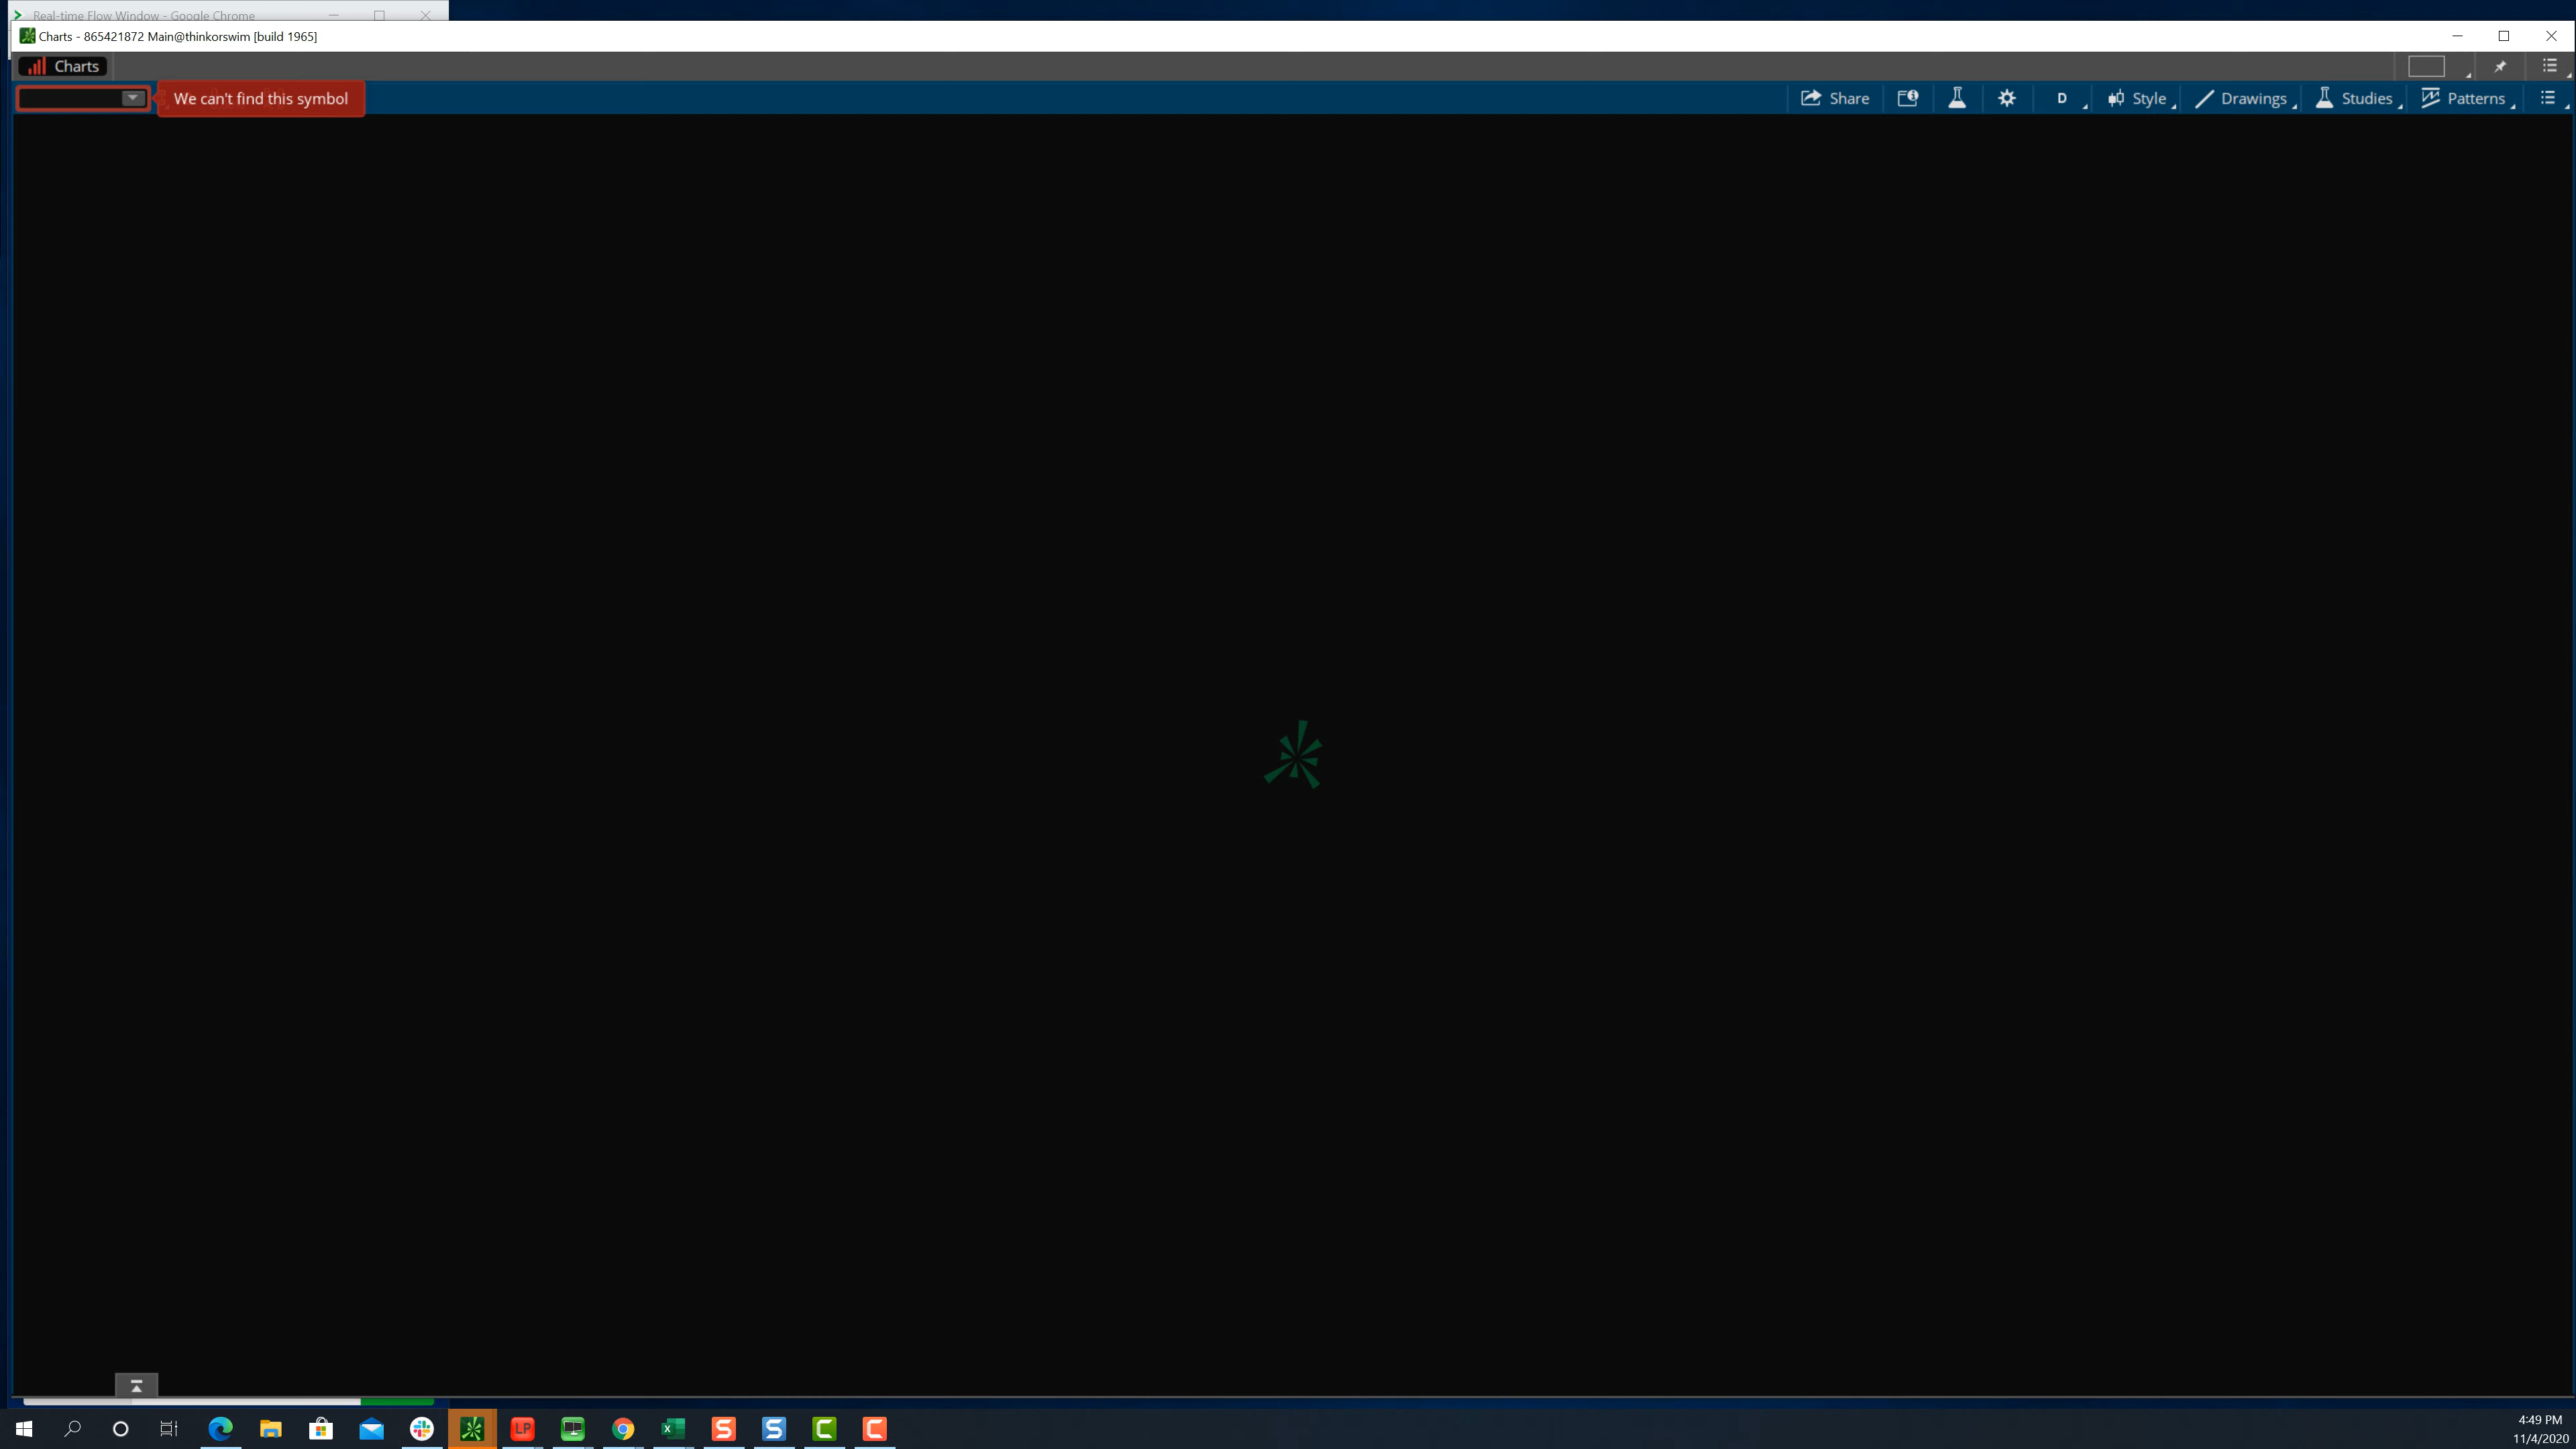 Real-time Flow Window - Google Chrome
Charts - 865421872 Main@thinkorswim [build 1965]
Charts
We can't find this symbol
Share
D
Style
Drawings
Studies
Patterns
LP
X
S
S
C
C
4:49 PM
11/4/2020